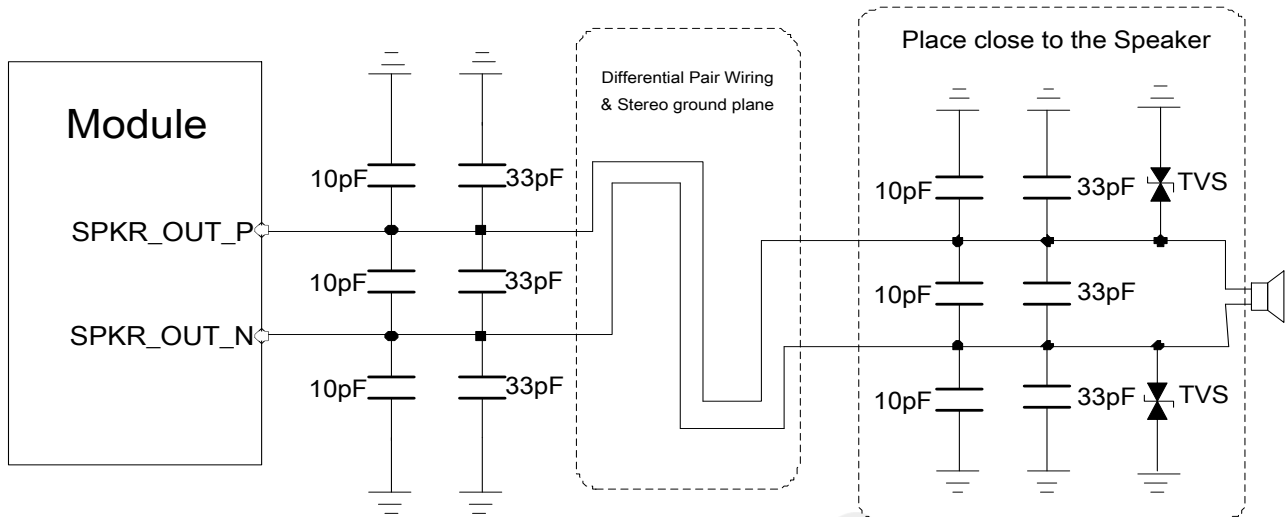 Place close to the Speaker
Differential Pair Wiring
& Stereo ground plane
Module
10pF
33pF
10pF
33pF
TVS
SPKR_OUT_P
10pF
33pF
10pF
33pF
SPKR_OUT_N
10pF
33pF
10pF
33pF
TVS